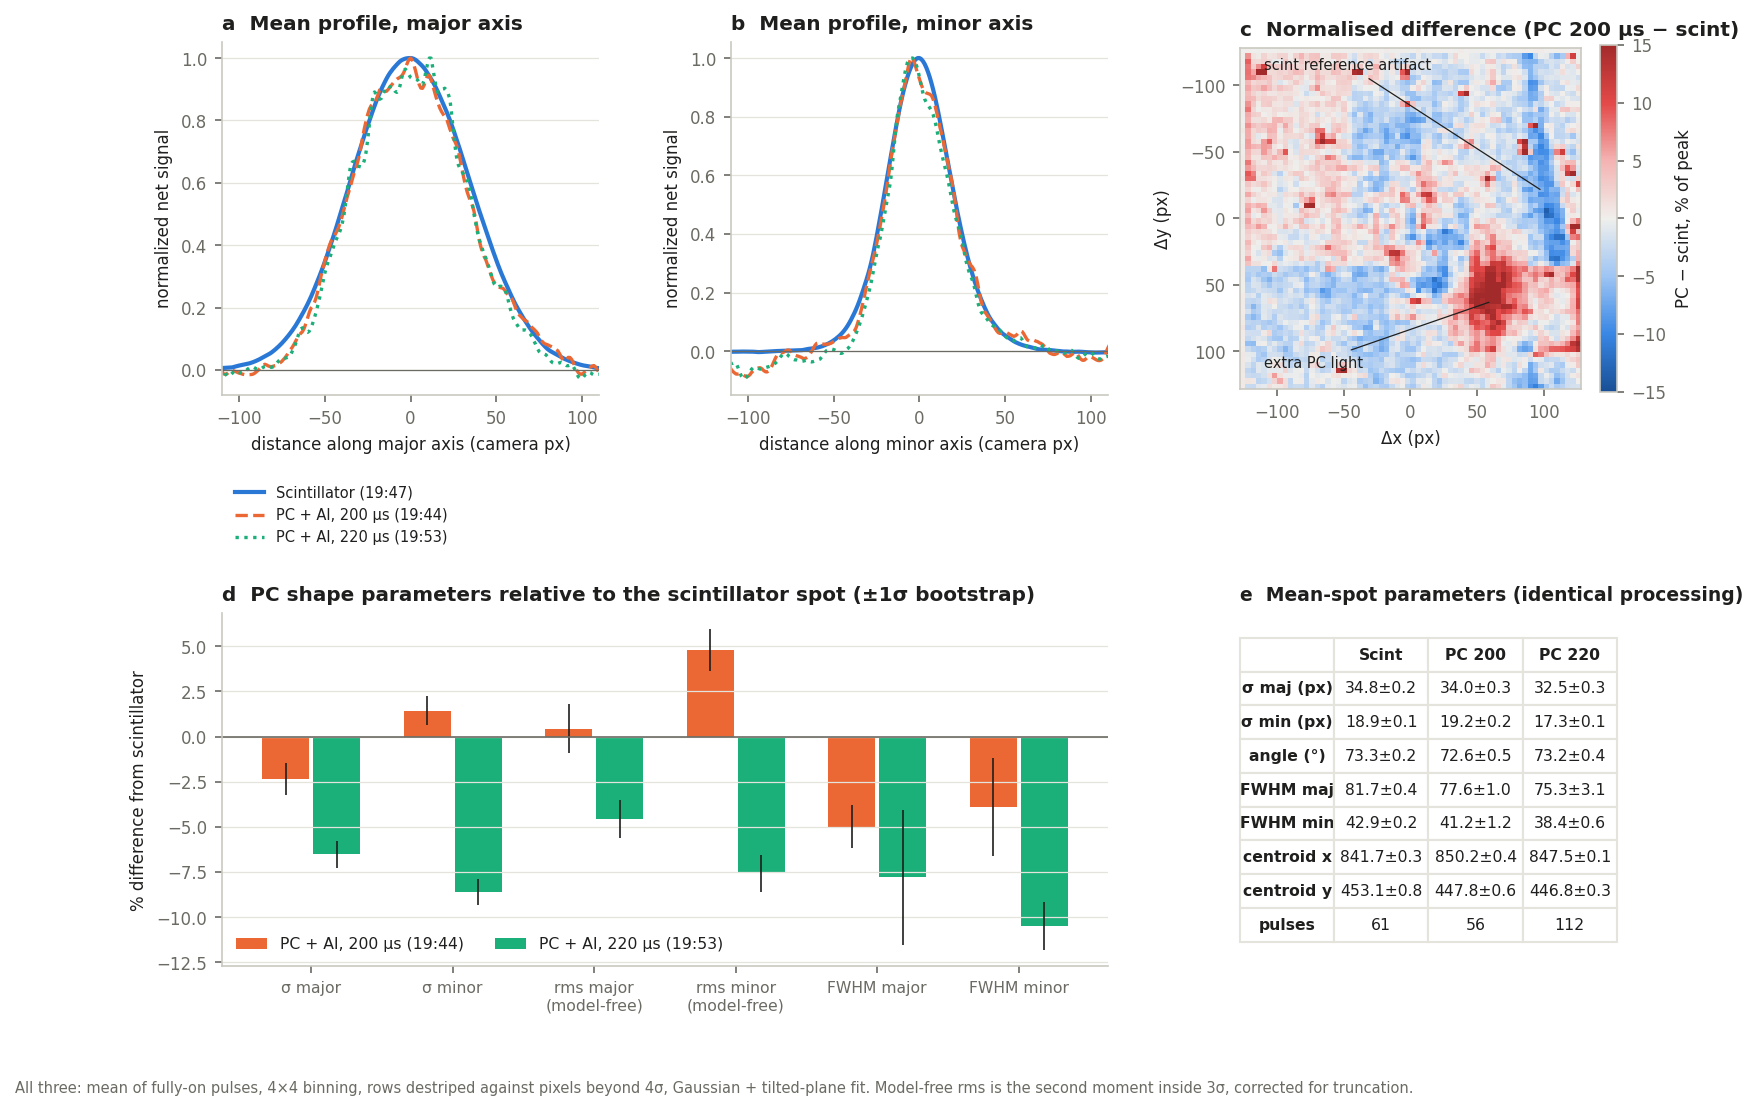 a  Mean profile, major axis
1.0
0.8
0.6
0.4
0.2
0.0
normalized net signal
−100
−50
0
50
100
distance along major axis (camera px)
Scintillator (19:47)
PC + Al, 200 µs (19:44)
PC + Al, 220 µs (19:53)
b  Mean profile, minor axis
1.0
0.8
0.6
0.4
0.2
0.0
normalized net signal
−100
−50
0
50
100
distance along minor axis (camera px)
c  Normalised difference (PC 200 µs − scint)
scint reference artifact
extra PC light
−100
−50
0
50
100
Δy (px)
−100
−50
0
50
100
Δx (px)
15
10
5
0
−5
−10
−15
PC − scint, % of peak
d  PC shape parameters relative to the scintillator spot (±1σ bootstrap)
5.0
2.5
0.0
−2.5
−5.0
−7.5
−10.0
−12.5
% difference from scintillator
PC + Al, 200 µs (19:44)
PC + Al, 220 µs (19:53)
σ major
σ minor
rms major
(model-free)
rms minor
(model-free)
FWHM major
FWHM minor
e  Mean-spot parameters (identical processing)
Scint PC 200 PC 220
σ maj (px) 34.8±0.2 34.0±0.3 32.5±0.3
σ min (px) 18.9±0.1 19.2±0.2 17.3±0.1
angle (°) 73.3±0.2 72.6±0.5 73.2±0.4
FWHM maj 81.7±0.4 77.6±1.0 75.3±3.1
FWHM min 42.9±0.2 41.2±1.2 38.4±0.6
centroid x 841.7±0.3 850.2±0.4 847.5±0.1
centroid y 453.1±0.8 447.8±0.6 446.8±0.3
pulses 61 56 112
All three: mean of fully-on pulses, 4×4 binning, rows destriped against pixels beyond 4σ, Gaussian + tilted-plane fit. Model-free rms is the second moment inside 3σ, corrected for truncation.